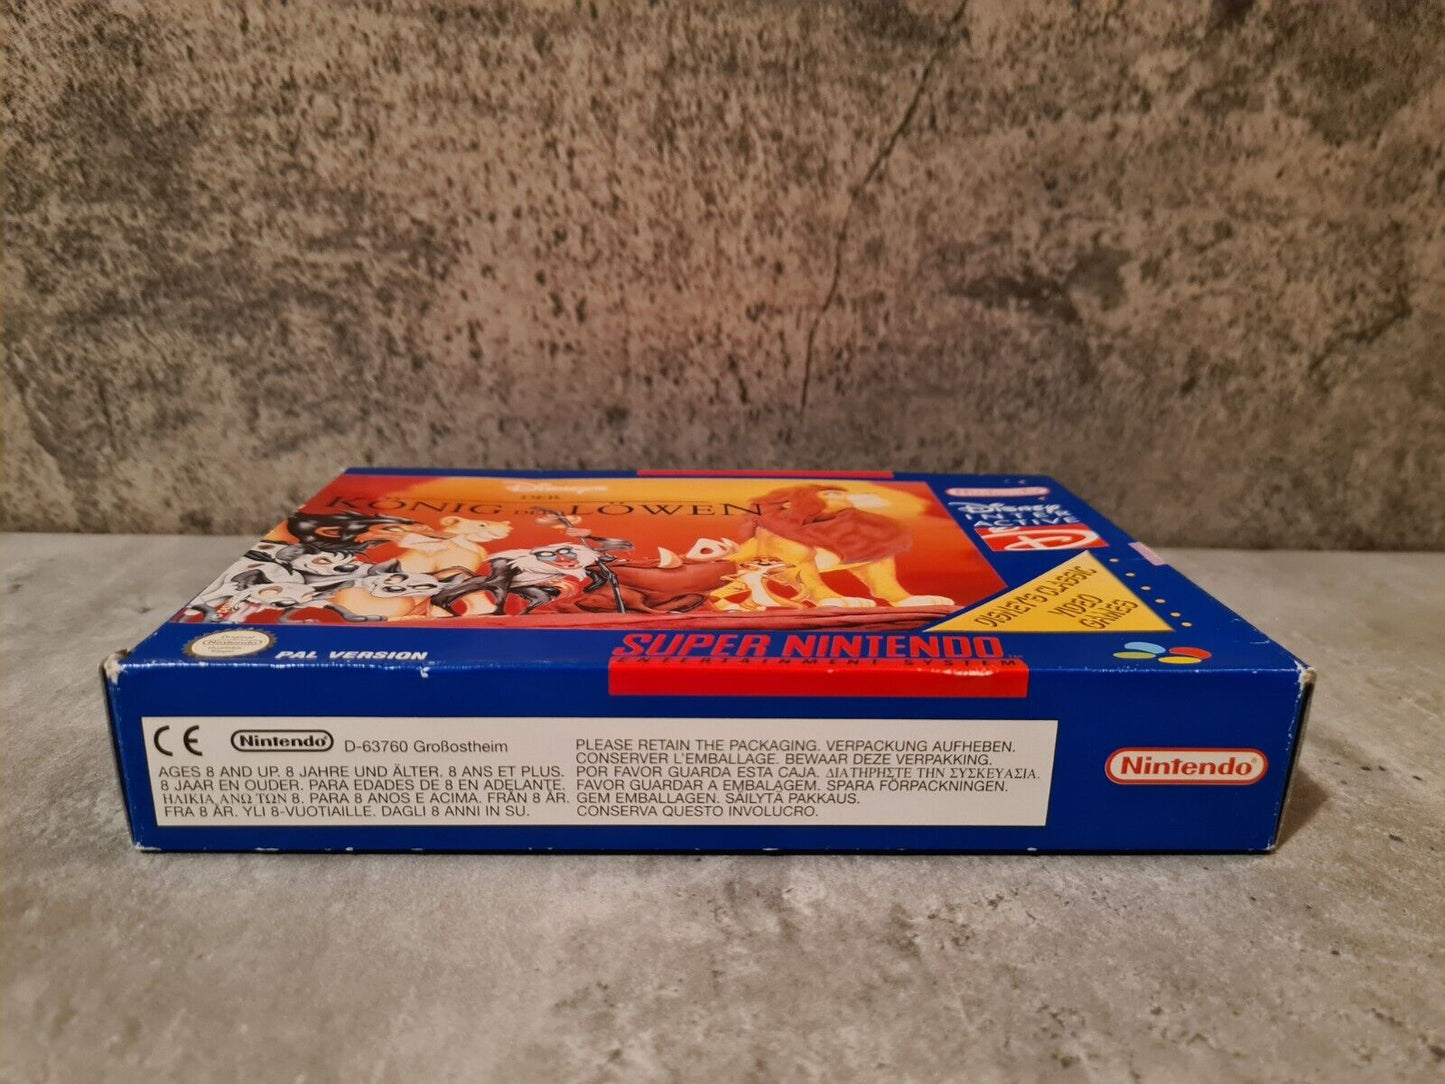 Disney's
DER
KÖNIG DER LÖWEN
Nintendo
Disney
INTER
ACTIVE
DISNEY'S CLASSIC
VIDEO
GAMES
Original
Nintendo
PAL VERSION
SUPER NINTENDO
ENTERTAINMENT SYSTEM
CE Nintendo D-63760 Großostheim
AGES 8 AND UP. 8 JAHRE UND ÄLTER. 8 ANS ET PLUS.
8 JAAR EN OUDER. PARA EDADES DE 8 EN ADELANTE.
ΗΛΙΚΙΑ ΑΝΩ ΤΩΝ 8. PARA 8 ANOS E ACIMA. FRÅN 8 ÅR.
FRA 8 ÅR. YLI 8-VUOTIAILLE. DAGLI 8 ANNI IN SU.
PLEASE RETAIN THE PACKAGING. VERPACKUNG AUFHEBEN.
CONSERVER L'EMBALLAGE. BEWAAR DEZE VERPAKKING.
POR FAVOR GUARDA ESTA CAJA. ΔΙΑΤΗΡΗΣΤΕ ΤΗΝ ΣΥΣΚΕΥΑΣΙΑ.
FAVOR GUARDAR A EMBALAGEM. SPARA FÖRPACKNINGEN.
GEM EMBALLAGEN. SÄILYTÄ PAKKAUS.
CONSERVA QUESTO INVOLUCRO.
Nintendo